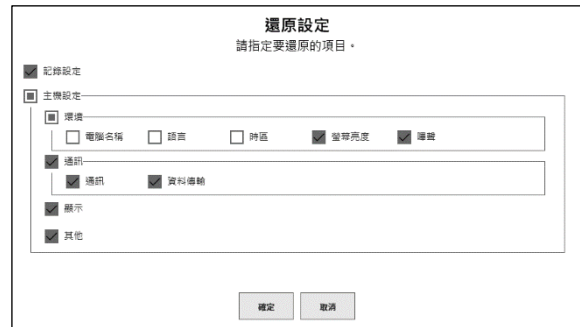 還原設定
請指定要還原的項目。
記錄設定
主機設定
環境
電腦名稱 語言 時區 螢幕亮度 嗶聲
通訊
通訊 資料傳輸
顯示
其他
確定 取消